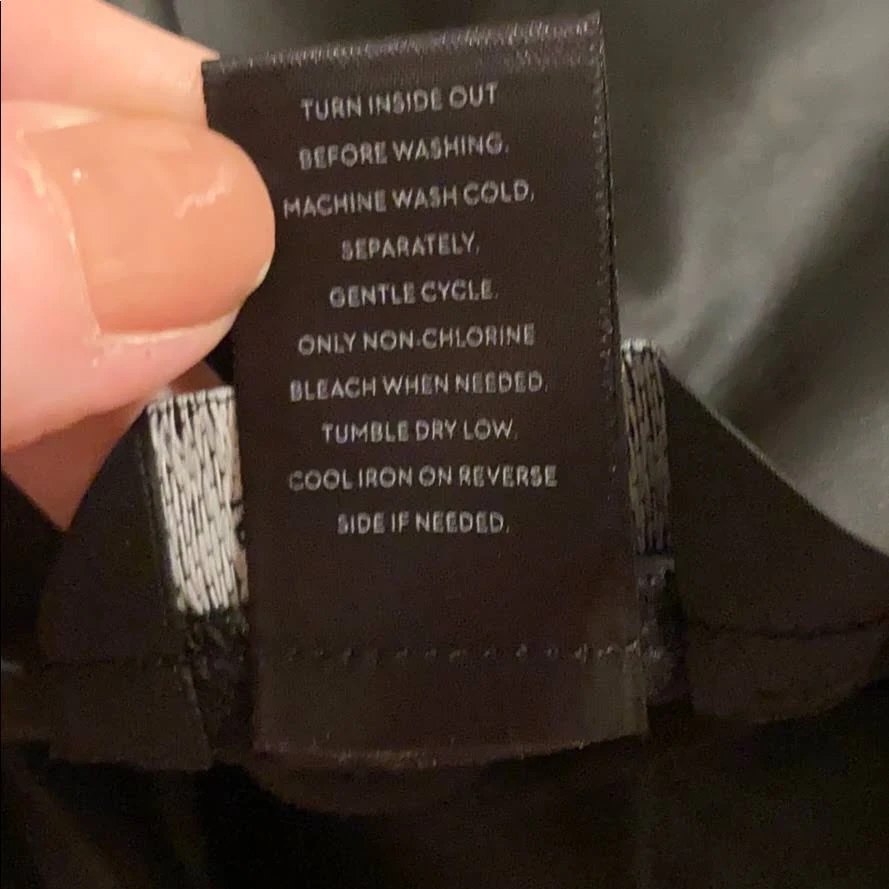 TURN INSIDE OUT
BEFORE WASHING.
MACHINE WASH COLD,
SEPARATELY,
GENTLE CYCLE.
ONLY NON-CHLORINE
BLEACH WHEN NEEDED.
TUMBLE DRY LOW.
COOL IRON ON REVERSE
SIDE IF NEEDED.